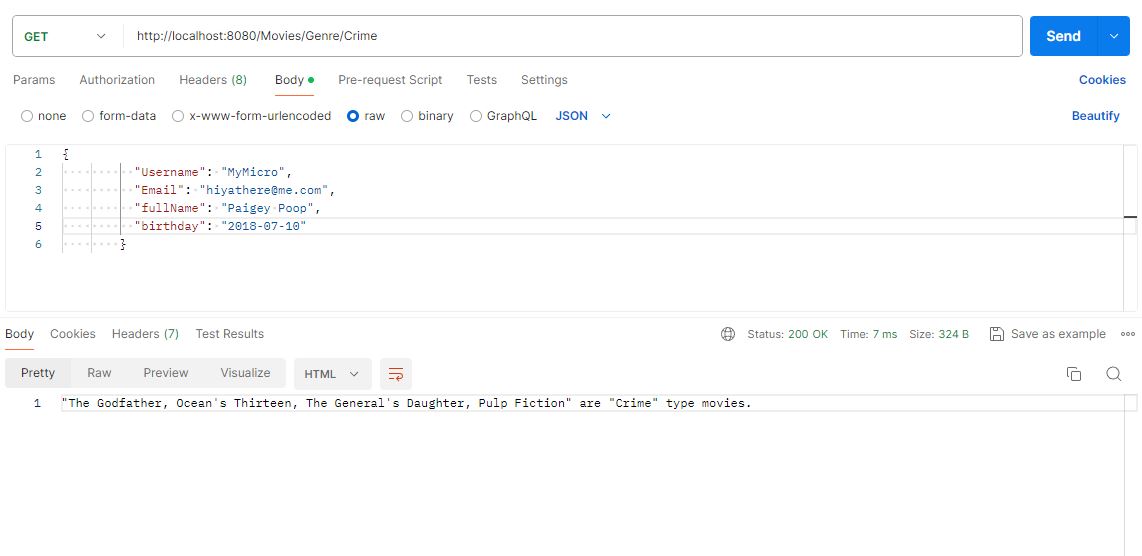 GET http://localhost:8080/Movies/Genre/Crime Send
Params Authorization Headers (8) Body Pre-request Script Tests Settings Cookies
none form-data x-www-form-urlencoded raw binary GraphQL JSON Beautify
1 {
2 "Username": "MyMicro",
3 "Email": "hiyathere@me.com",
4 "fullName": "Paigey Poop",
5 "birthday": "2018-07-10"
6 }
Body Cookies Headers (7) Test Results Status: 200 OK Time: 7 ms Size: 324 B Save as example
Pretty Raw Preview Visualize HTML
1 "The Godfather, Ocean's Thirteen, The General's Daughter, Pulp Fiction" are "Crime" type movies.